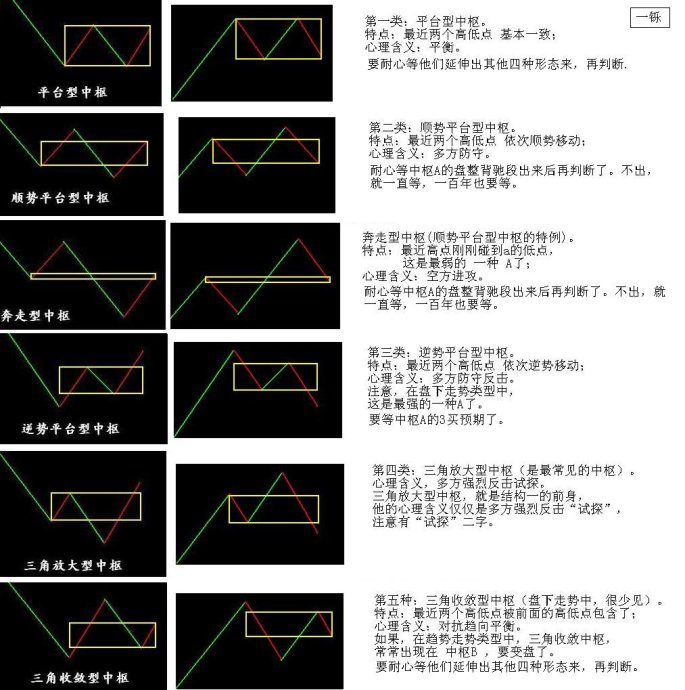 一铄
第一类：平台型中枢。
特点：最近两个高低点 基本一致；
心理含义：平衡。
要耐心等他们延伸出其他四种形态来，再判断.
平台型中枢
第二类：顺势平台型中枢。
特点：最近两个高低点 依次顺势移动；
心理含义：多方防守。
耐心等中枢A的盘整背驰段出来后再判断了。不出，
就一直等，一百年也要等。
顺势平台型中枢
奔走型中枢(顺势平台型中枢的特例)。
特点：最近高点刚刚碰到a的低点，
这是最弱的 一种 A了；
心理含义：空方进攻。
耐心等中枢A的盘整背驰段出来后再判断了。不出，就
一直等，一百年也要等。
奔走型中枢
第三类：逆势平台型中枢。
特点：最近两个高低点 依次逆势移动；
心理含义：多方防守反击。
注意，在盘下走势类型中，
这是最强的一种A了。
要等中枢A的3买预期了。
逆势平台型中枢
第四类：三角放大型中枢（是最常见的中枢）。
心理含义，多方强烈反击试探。
三角放大型中枢，就是结构一的前身，
他的心理含义仅仅是多方强烈反击“试探”，
注意有“试探”二字。
三角放大型中枢
第五种：三角收敛型中枢（盘下走势中，很少见）。
特点：最近两个高低点被前面的高低点包含了；
心理含义：对抗趋向平衡。
如果，在趋势走势类型中，三角收敛中枢，
常常出现在 中枢B ，要变盘了。
要耐心等他们延伸出其他四种形态来，再判断。
三角收敛型中枢